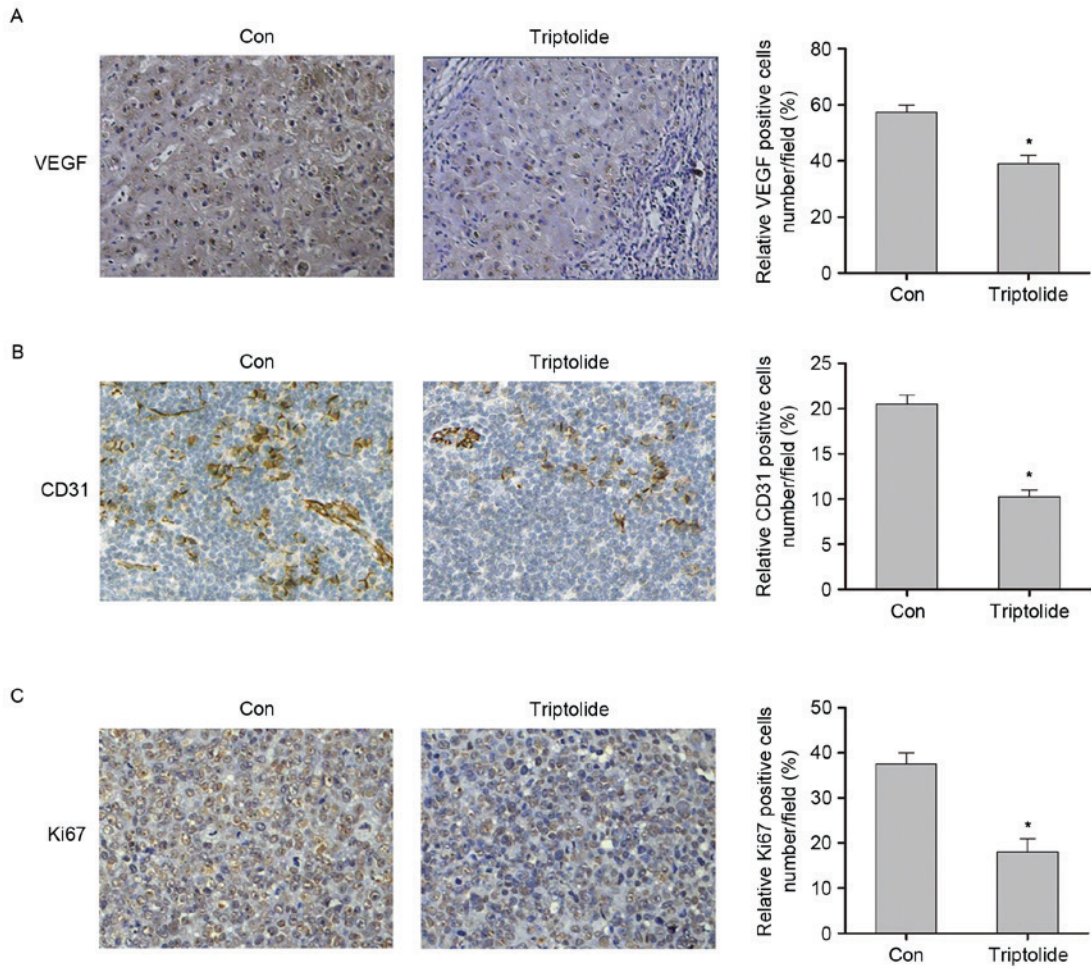 A
Con
Triptolide
VEGF
Relative VEGF positive cells
number/field (%)
80
60
40
20
0
Con
Triptolide
*
B
Con
Triptolide
CD31
Relative CD31 positive cells
number/field (%)
25
20
15
10
5
0
Con
Triptolide
*
C
Con
Triptolide
Ki67
Relative Ki67 positive cells
number/field (%)
50
40
30
20
10
0
Con
Triptolide
*